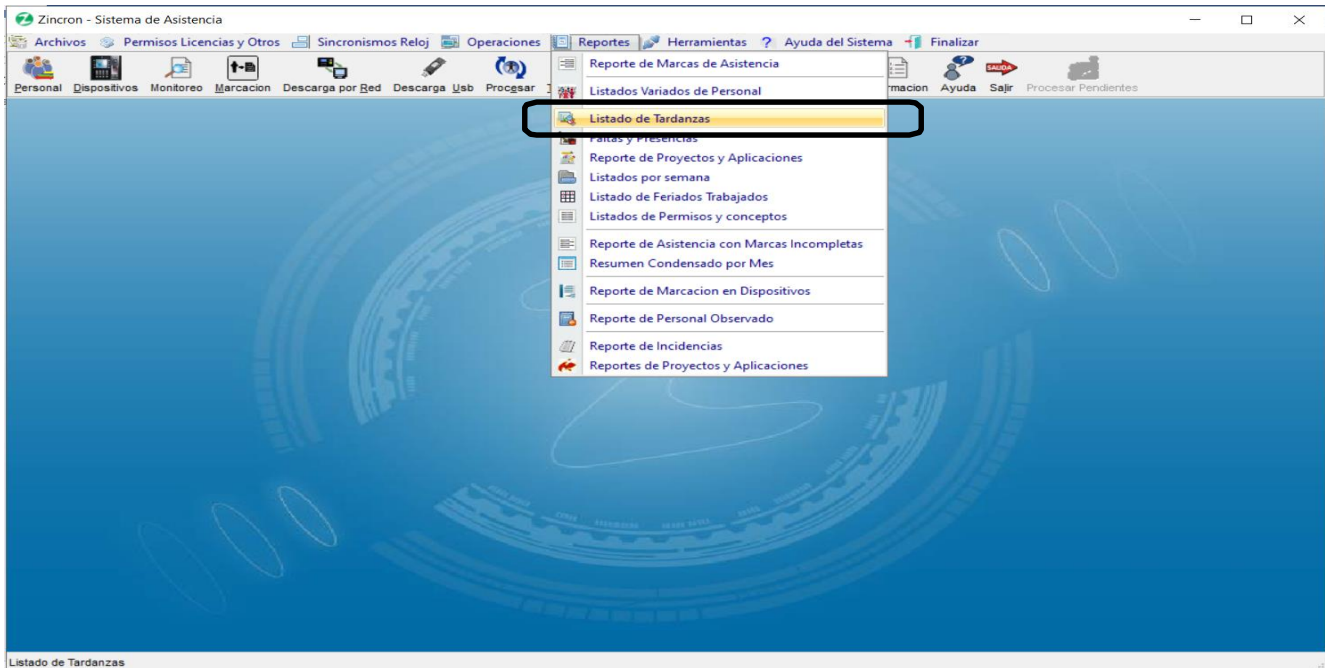 Zincron - Sistema de Asistencia
Archivos Permisos Licencias y Otros Sincronismos Reloj Operaciones Reportes Herramientas ? Ayuda del Sistema Finalizar
Personal Dispositivos Monitoreo Marcacion Descarga por Red Descarga Usb Procesar rmacion Ayuda Salir Procesar Pendientes
SALIDA
Reporte de Marcas de Asistencia
Listados Variados de Personal
Listado de Tardanzas
Faltas y Presencias
Reporte de Proyectos y Aplicaciones
Listados por semana
Listado de Feriados Trabajados
Listados de Permisos y conceptos
Reporte de Asistencia con Marcas Incompletas
Resumen Condensado por Mes
Reporte de Marcacion en Dispositivos
Reporte de Personal Observado
Reporte de Incidencias
Reportes de Proyectos y Aplicaciones
Listado de Tardanzas